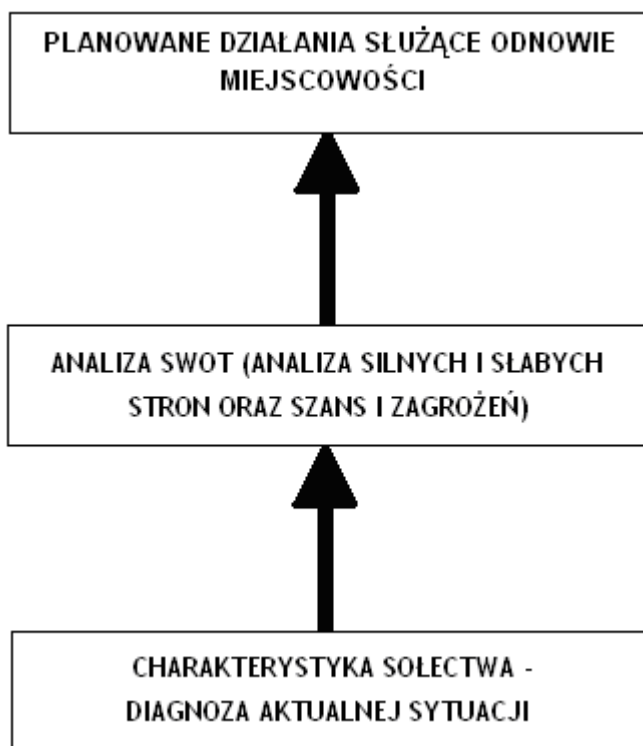 PLANOWANE DZIAŁANIA SŁUŻĄCE ODNOWIE
MIEJSCOWOŚCI
ANALIZA SWOT (ANALIZA SILNYCH I SŁABYCH
STRON ORAZ SZANS I ZAGROŻEŃ)
CHARAKTERYSTYKA SOŁECTWA -
DIAGNOZA AKTUALNEJ SYTUACJI